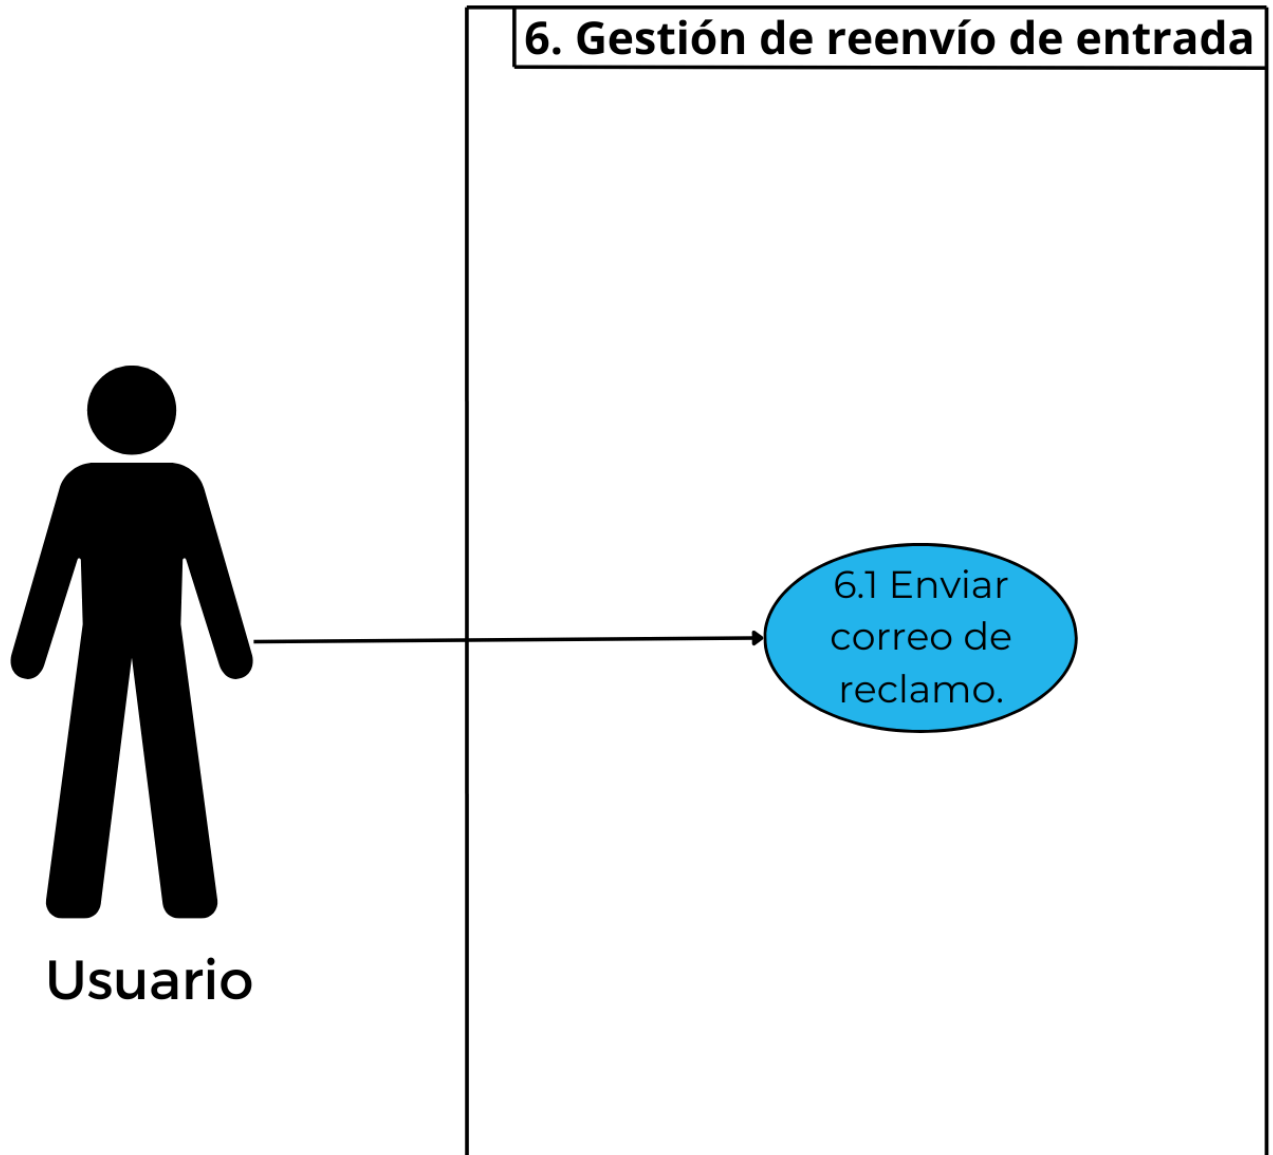 6. Gestión de reenvío de entrada
6.1 Enviar
correo de
reclamo.
Usuario